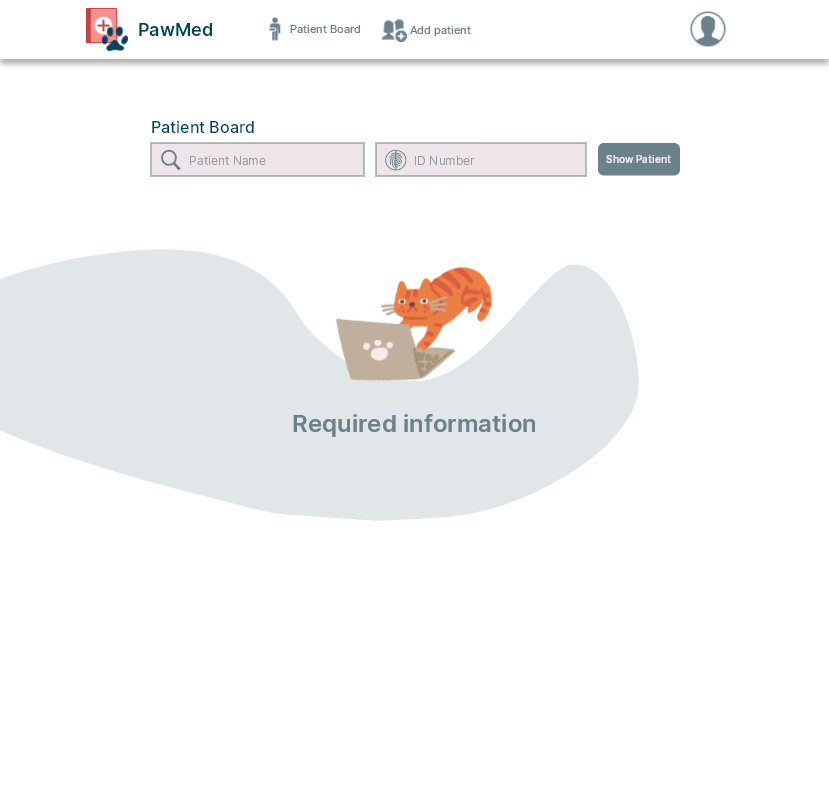 PawMed
Patient Board
Add patient
Patient Board
Patient Name
ID Number
Show Patient
Required information